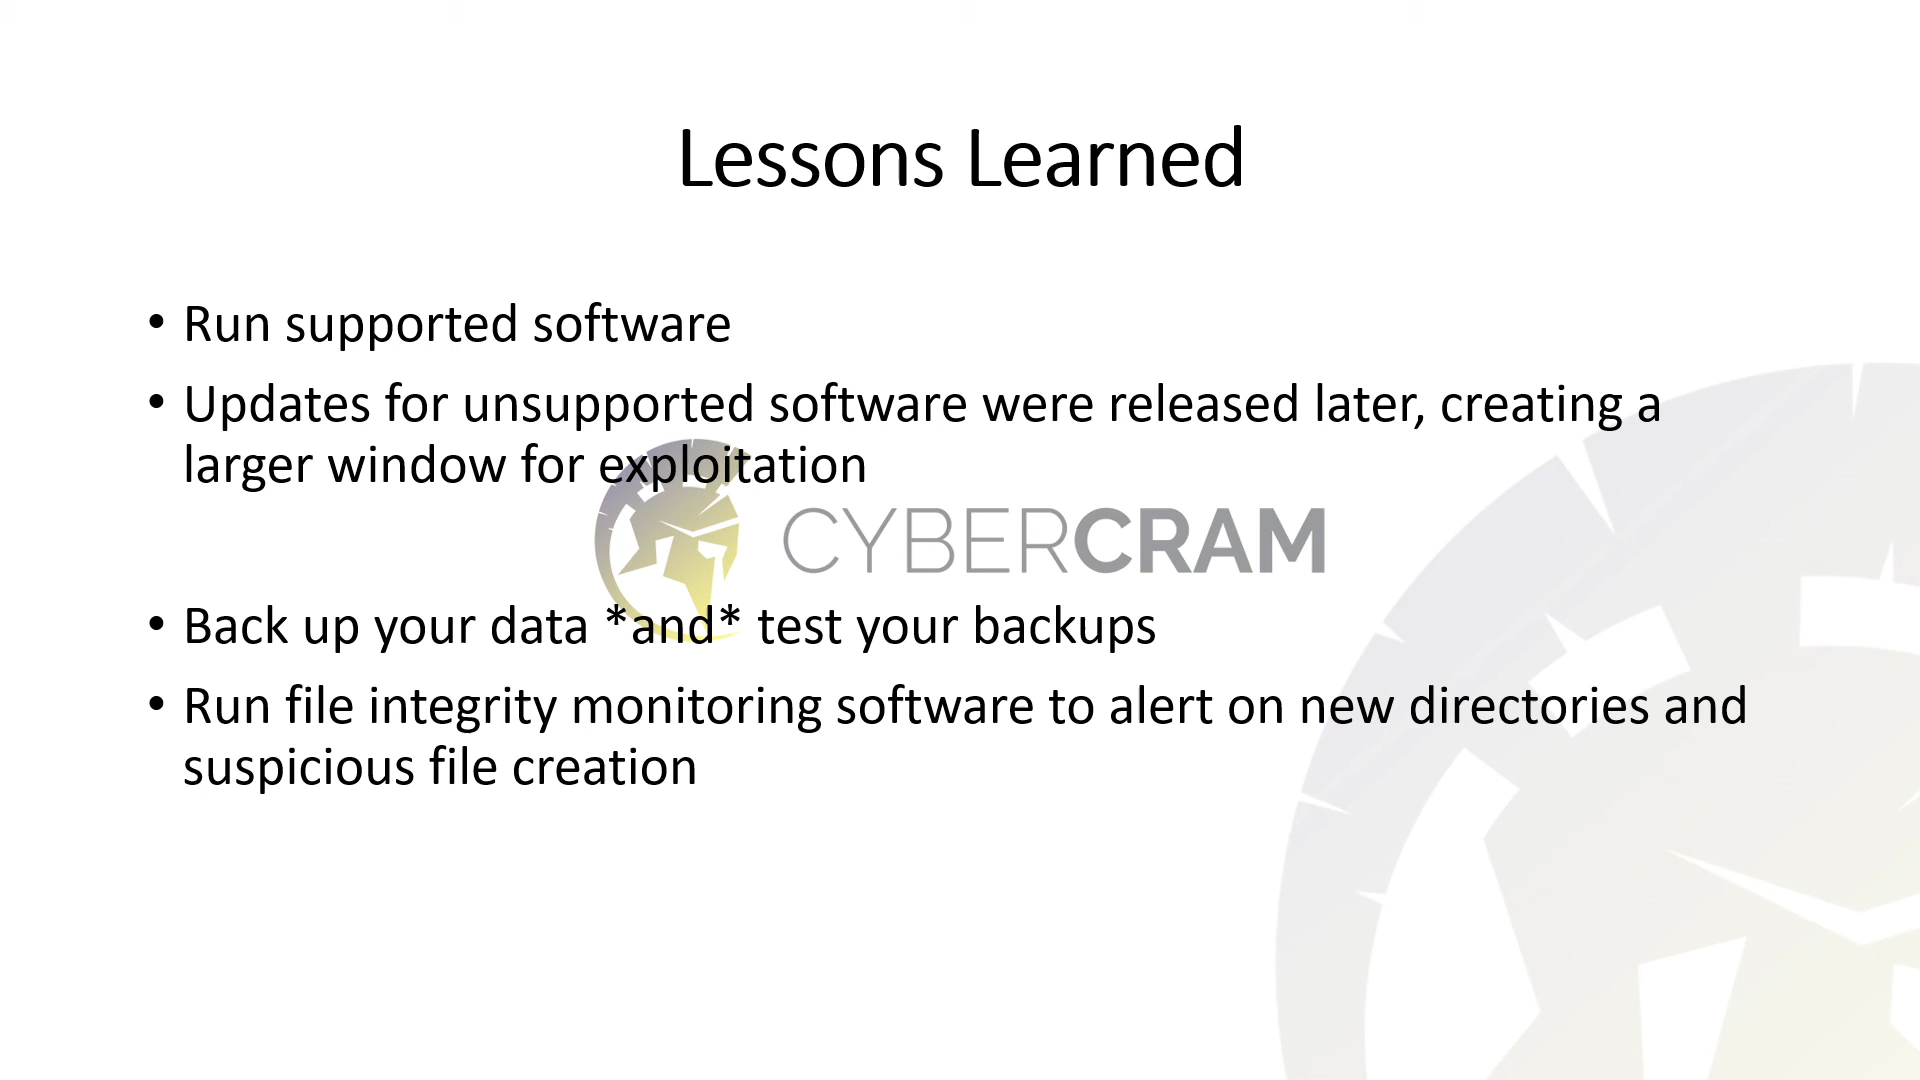 Lessons Learned
• Run supported software
• Updates for unsupported software were released later, creating a
larger window for exploitation
CYBERCRAM
• Back up your data *and* test your backups
• Run file integrity monitoring software to alert on new directories and
suspicious file creation